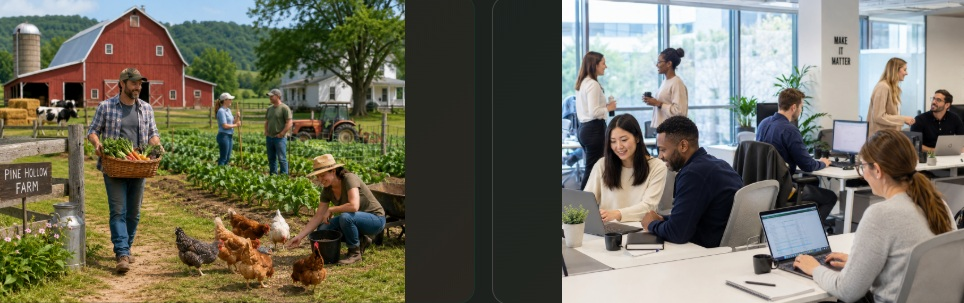 PINE HOLLOW
FARM
MAKE
IT
MATTER